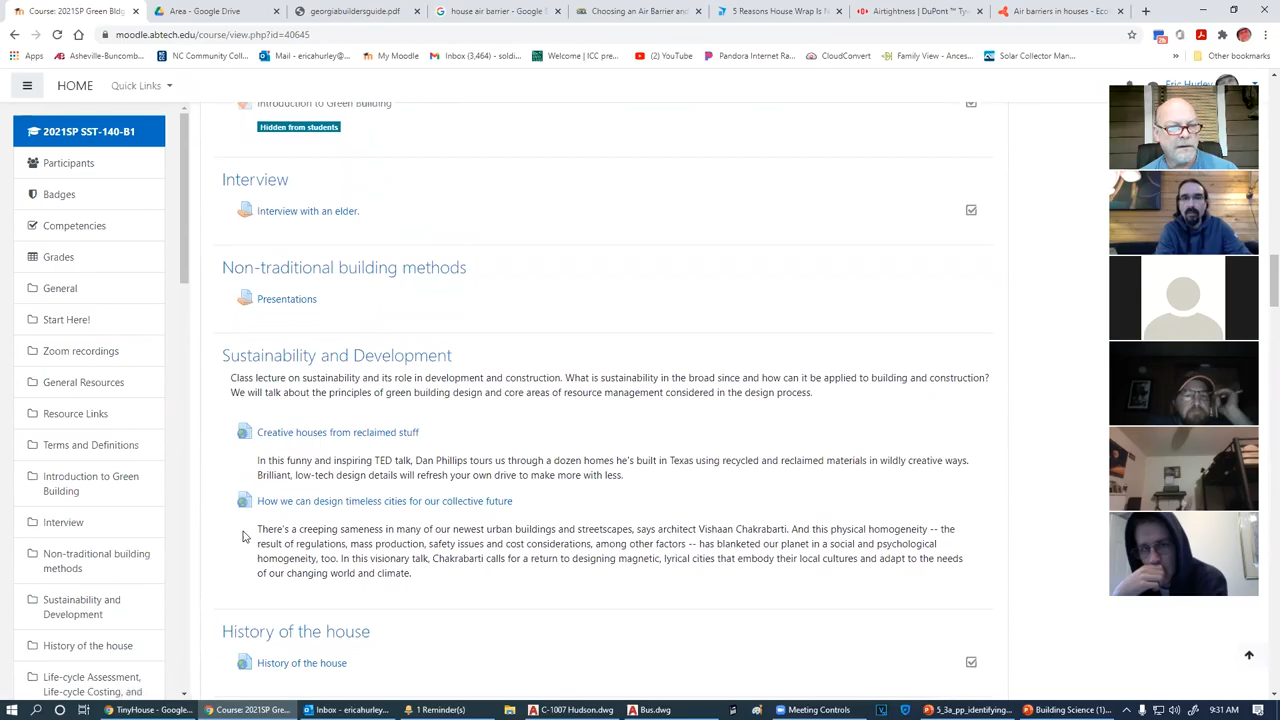 Course: 2021SP Green Bldg
Area - Google Drive
georgiabuildersguide.pdf
house air barrier - Google
Choosing an Air Barrier and
5 Reasons House Wrap Is N
Airtightness | DuPont™ Tyv
Air barriers in houses - Eco
moodle.abtech.edu/course/view.php?id=40645
Apps
Asheville-Buncomb...
NC Community Coll...
Mail - ericahurley@...
My Moodle
Inbox (3,464) - soldi...
Welcome | ICC pre...
(2) YouTube
Pandora Internet Ra...
CloudConvert
Family View - Ances...
Solar Collector Man...
»
Other bookmarks
HOME
Quick Links
Eric Hurley
2021SP SST-140-B1
Participants
Badges
Competencies
Grades
General
Start Here!
Zoom recordings
General Resources
Resource Links
Terms and Definitions
Introduction to Green
Building
Interview
Non-traditional building
methods
Sustainability and
Development
History of the house
Life-cycle Assessment,
Life-cycle Costing, and
Introduction to Green Building
Hidden from students
Interview
Interview with an elder.
Non-traditional building methods
Presentations
Sustainability and Development
Class lecture on sustainability and its role in development and construction. What is sustainability in the broad since and how can it be applied to building and construction?
We will talk about the principles of green building design and core areas of resource management considered in the design process.
Creative houses from reclaimed stuff
In this funny and inspiring TED talk, Dan Phillips tours us through a dozen homes he's built in Texas using recycled and reclaimed materials in wildly creative ways.
Brilliant, low-tech design details will refresh your own drive to make more with less.
How we can design timeless cities for our collective future
There's a creeping sameness in many of our newest urban buildings and streetscapes, says architect Vishaan Chakrabarti. And this physical homogeneity -- the
result of regulations, mass production, safety issues and cost considerations, among other factors -- has blanketed our planet in a social and psychological
homogeneity, too. In this visionary talk, Chakrabarti calls for a return to designing magnetic, lyrical cities that embody their local cultures and adapt to the needs
of our changing world and climate.
History of the house
History of the house
TinyHouse - Google...
Course: 2021SP Gre...
Inbox - ericahurley...
1 Reminder(s)
C-1007 Hudson.dwg
Bus.dwg
Meeting Controls
5_3a_pp_identifying...
Building Science (1)...
9:31 AM